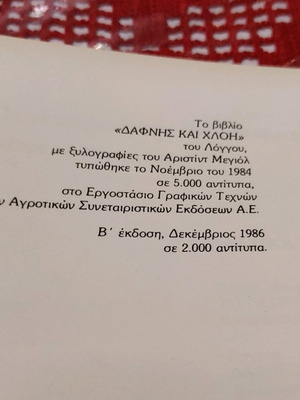 Το βιβλίο
«ΔΑΦΝΗΣ ΚΑΙ ΧΛΟΗ»
του Λόγγου,
με ξυλογραφίες του Αριστίντ Μεγιόλ
τυπώθηκε το Νοέμβριο του 1984
σε 5.000 αντίτυπα,
στο Εργοστάσιο Γραφικών Τεχνών
ν Αγροτικών Συνεταιριστικών Εκδόσεων Α.Ε.
Β΄ έκδοση, Δεκέμβριος 1986
σε 2.000 αντίτυπα.